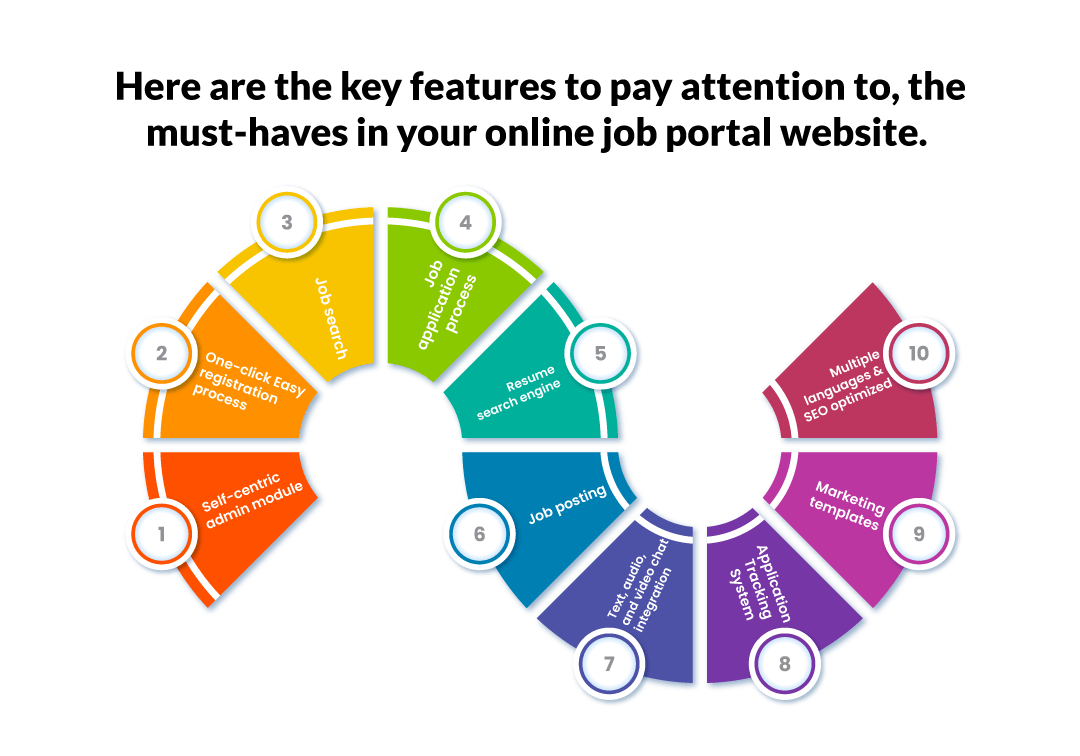 Here are the key features to pay attention to, the
must-haves in your online job portal website.
1
Self-centric
admin module
2
One-click Easy
registration
process
3
Job search
4
Job
application
process
5
Resume
search engine
6
Job posting
7
Text, audio,
and video chat
integration
8
Application
Tracking
System
9
Marketing
templates
10
Multiple
languages &
SEO optimized